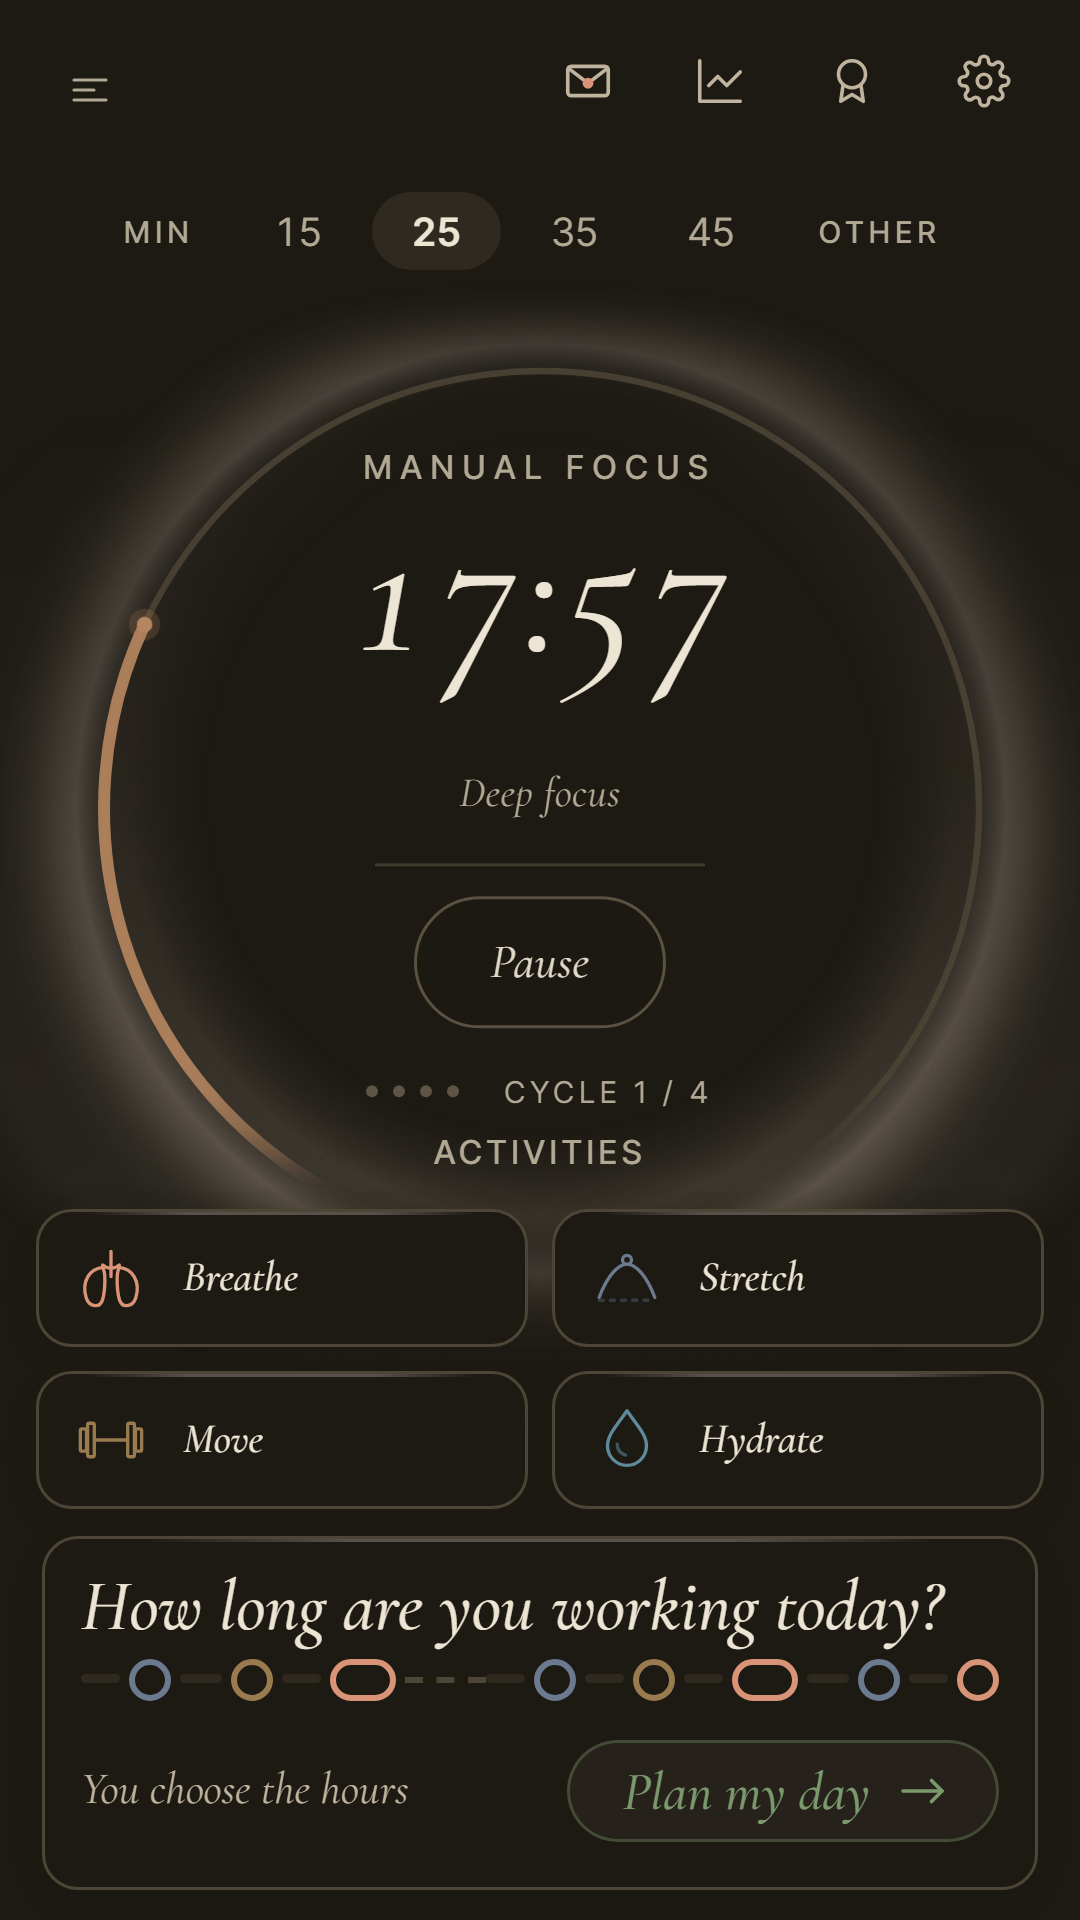 MIN 15 25 35 45 OTHER
MANUAL FOCUS
17:57
Deep focus
Pause
CYCLE 1 / 4
ACTIVITIES
Breathe
Stretch
Move
Hydrate
How long are you working today?
You choose the hours
Plan my day →